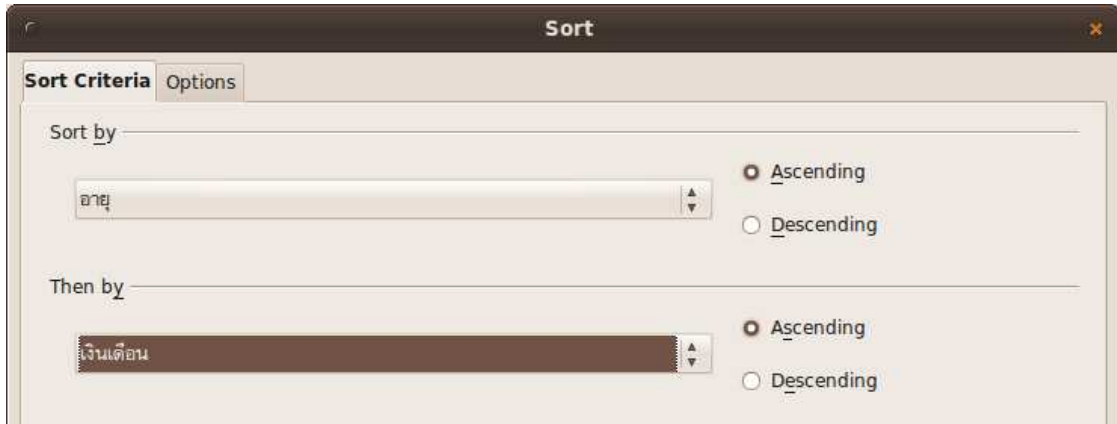 Sort
Sort Criteria Options
Sort by
อายุ
Ascending
Descending
Then by
เงินเดือน
Ascending
Descending